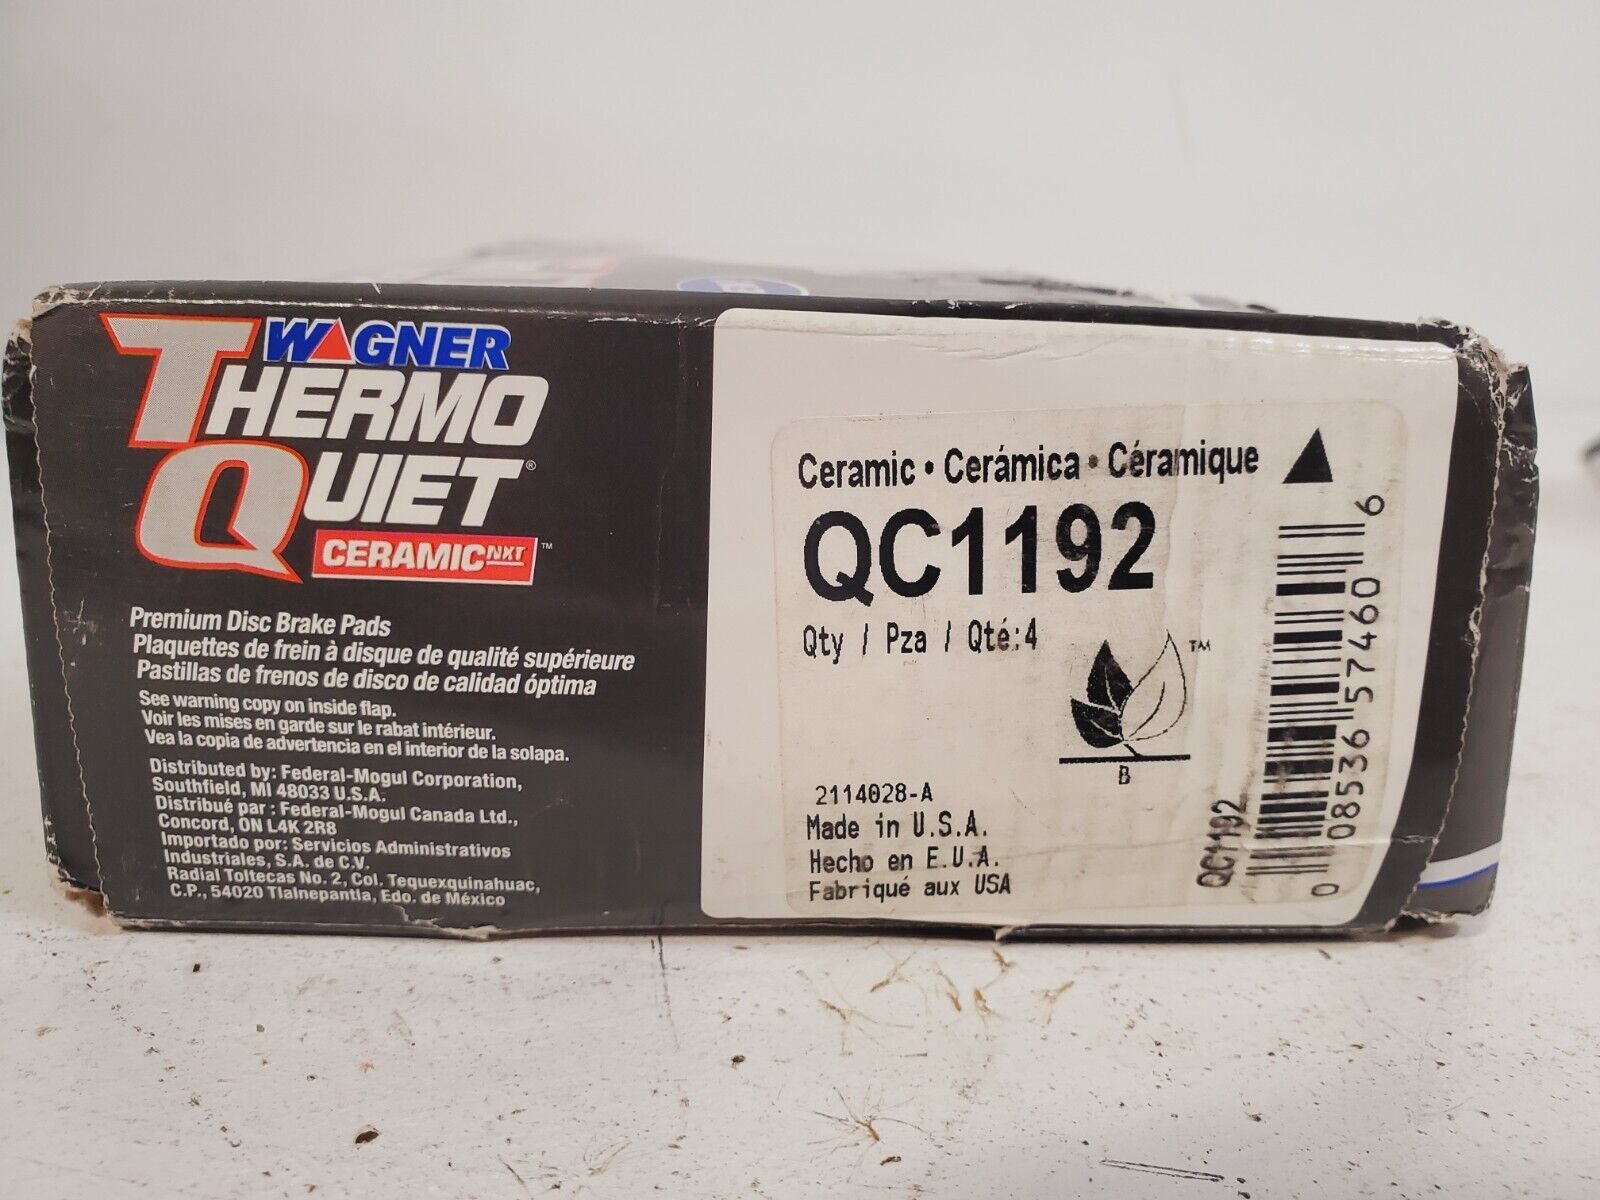 WAGNER
THERMO
QUIET®
CERAMIC NXT™
Premium Disc Brake Pads
Plaquettes de frein à disque de qualité supérieure
Pastillas de frenos de disco de calidad óptima
See warning copy on inside flap.
Voir les mises en garde sur le rabat intérieur.
Vea la copia de advertencia en el interior de la solapa.
Distributed by: Federal-Mogul Corporation,
Southfield, MI 48033 U.S.A.
Distribué par : Federal-Mogul Canada Ltd.,
Concord, ON L4K 2R8
Importado por: Servicios Administrativos
Industriales, S.A. de C.V.
Radial Toltecas No. 2, Col. Tequexquinahuac,
C.P., 54020 Tlalnepantla, Edo. de México
Ceramic • Cerámica • Céramique
QC1192
Qty / Pza / Qté:4
TM
B
2114028-A
Made in U.S.A.
Hecho en E.U.A.
Fabriqué aux USA
QC1192
0 08536 57460 6